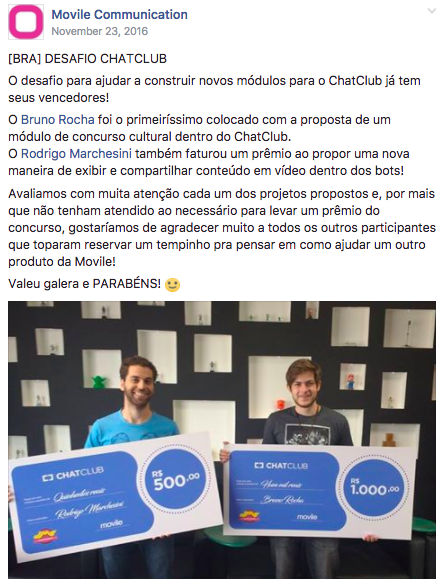 Movile Communication
November 23, 2016
[BRA] DESAFIO CHATCLUB
O desafio para ajudar a construir novos módulos para o ChatClub já tem
seus vencedores!
O Bruno Rocha foi o primeiríssimo colocado com a proposta de um
módulo de concurso cultural dentro do ChatClub.
O Rodrigo Marchesini também faturou um prêmio ao propor uma nova
maneira de exibir e compartilhar conteúdo em vídeo dentro dos bots!
Avaliamos com muita atenção cada um dos projetos propostos e, por mais
que não tenham atendido ao necessário para levar um prêmio do
concurso, gostaríamos de agradecer muito a todos os outros participantes
que toparam reservar um tempinho pra pensar em como ajudar um outro
produto da Movile!
Valeu galera e PARABÉNS!
CHATCLUB
R$
500,00
Quinhentos reais
Rodrigo Marchesini
movile
CHATCLUB
R$
1.000,00
Hum mil reais
Bruno Rocha
movile